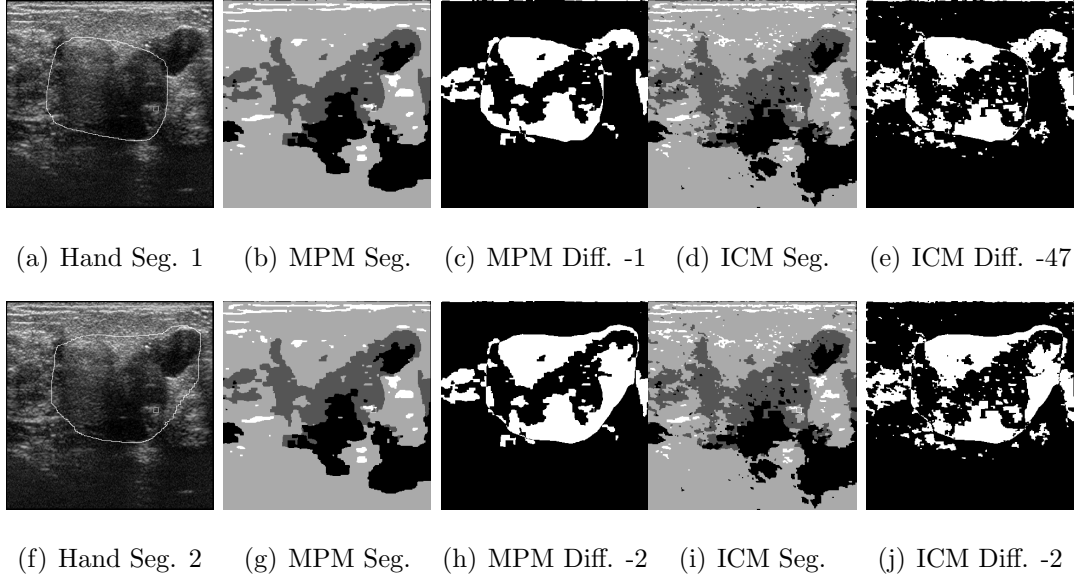 (a) Hand Seg. 1
(b) MPM Seg.
(c) MPM Diff. -1
(d) ICM Seg.
(e) ICM Diff. -47
(f) Hand Seg. 2
(g) MPM Seg.
(h) MPM Diff. -2
(i) ICM Seg.
(j) ICM Diff. -2